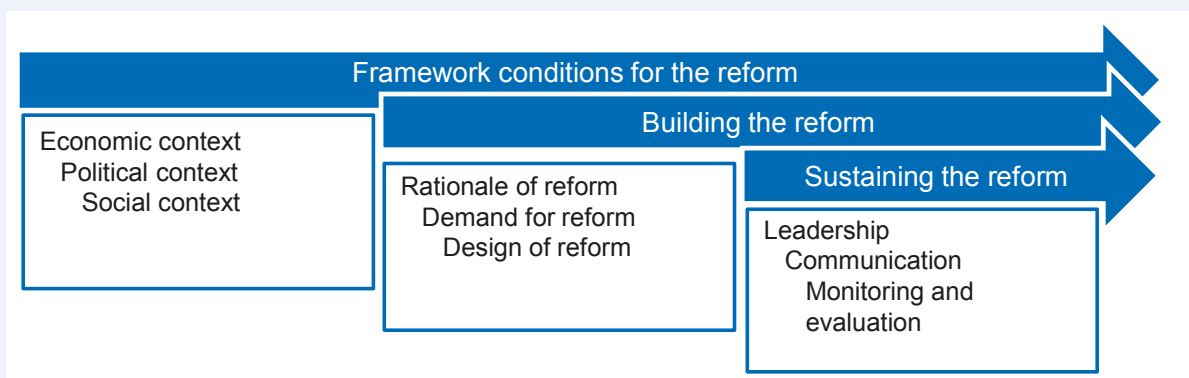 Framework conditions for the reform
Economic context
Political context
Social context
Building the reform
Rationale of reform
Demand for reform
Design of reform
Sustaining the reform
Leadership
Communication
Monitoring and
evaluation